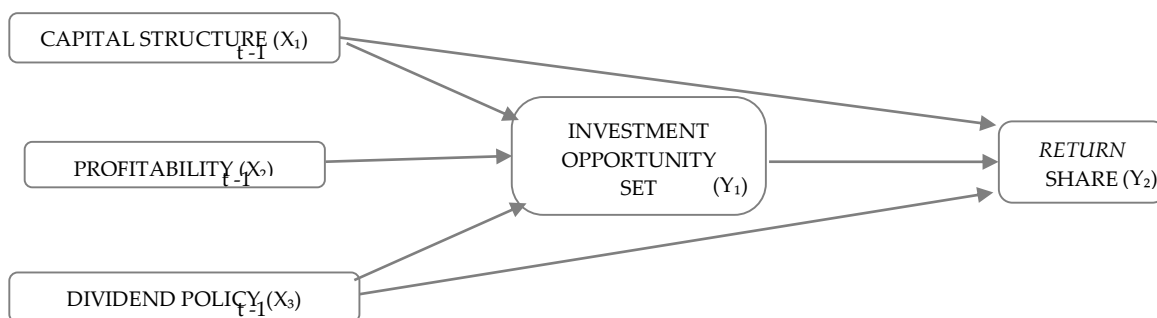 CAPITAL STRUCTURE (X₁)
t -1
INVESTMENT
OPPORTUNITY
SET (Y₁)
RETURN
SHARE (Y₂)
PROFITABILITY (X₂)
t -1
DIVIDEND POLICY (X₃)
t -1